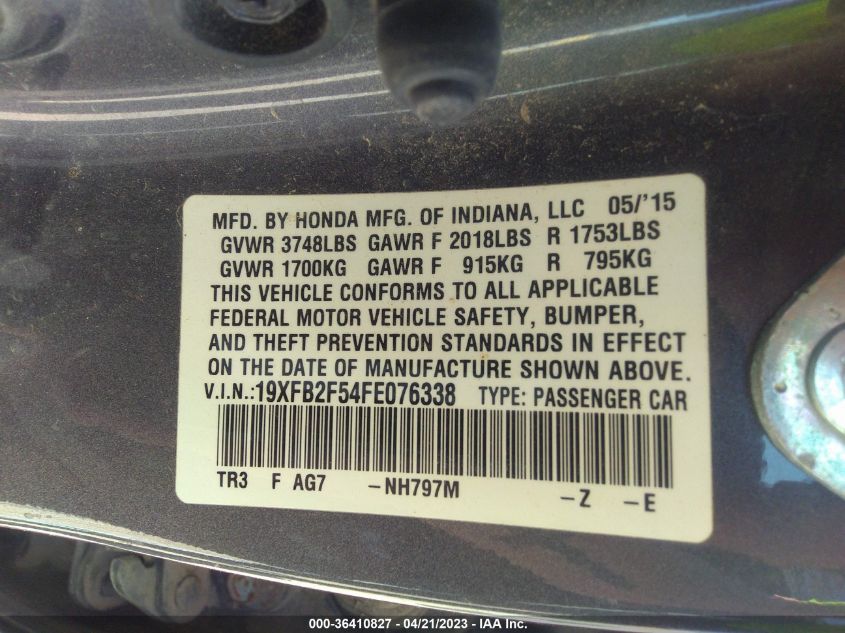 MFD. BY HONDA MFG. OF INDIANA, LLC 05/'15
GVWR 3748LBS GAWR F 2018LBS R 1753LBS
GVWR 1700KG GAWR F 915KG R 795KG
THIS VEHICLE CONFORMS TO ALL APPLICABLE
FEDERAL MOTOR VEHICLE SAFETY, BUMPER,
AND THEFT PREVENTION STANDARDS IN EFFECT
ON THE DATE OF MANUFACTURE SHOWN ABOVE.
V.I.N.:19XFB2F54FE076338 TYPE: PASSENGER CAR
TR3 F AG7 -NH797M -Z -E
000-36410827 - 04/21/2023 - IAA Inc.